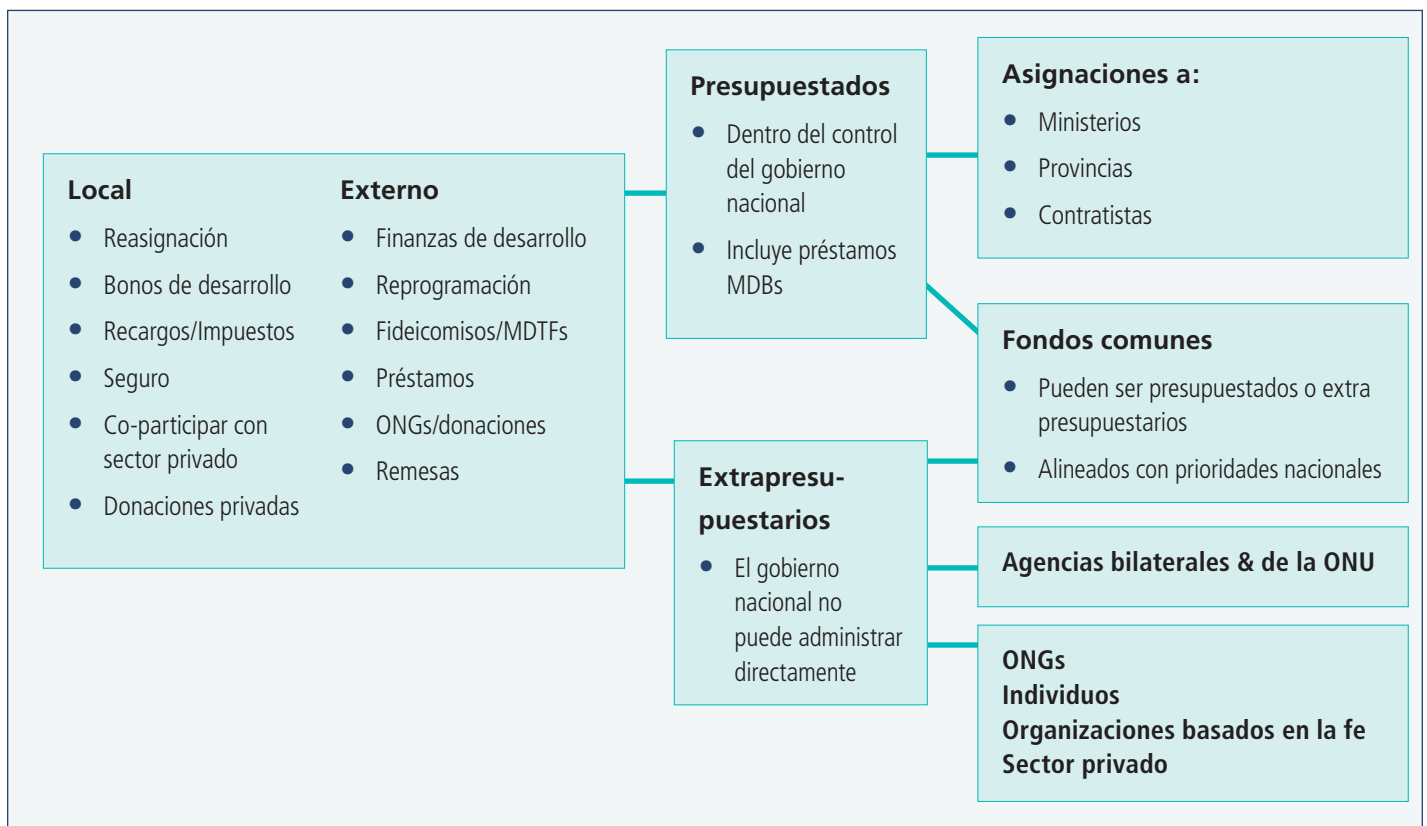 Local
• Reasignación
• Bonos de desarrollo
• Recargos/Impuestos
• Seguro
• Co-participar con
sector privado
• Donaciones privadas
Externo
• Finanzas de desarrollo
• Reprogramación
• Fideicomisos/MDTFs
• Préstamos
• ONGs/donaciones
• Remesas
Presupuestados
• Dentro del control
del gobierno
nacional
• Incluye préstamos
MDBs
Extrapresu-
puestarios
• El gobierno
nacional no
puede administrar
directamente
Asignaciones a:
• Ministerios
• Provincias
• Contratistas
Fondos comunes
• Pueden ser presupuestados o extra
presupuestarios
• Alineados con prioridades nacionales
Agencias bilaterales & de la ONU
ONGs
Individuos
Organizaciones basados en la fe
Sector privado